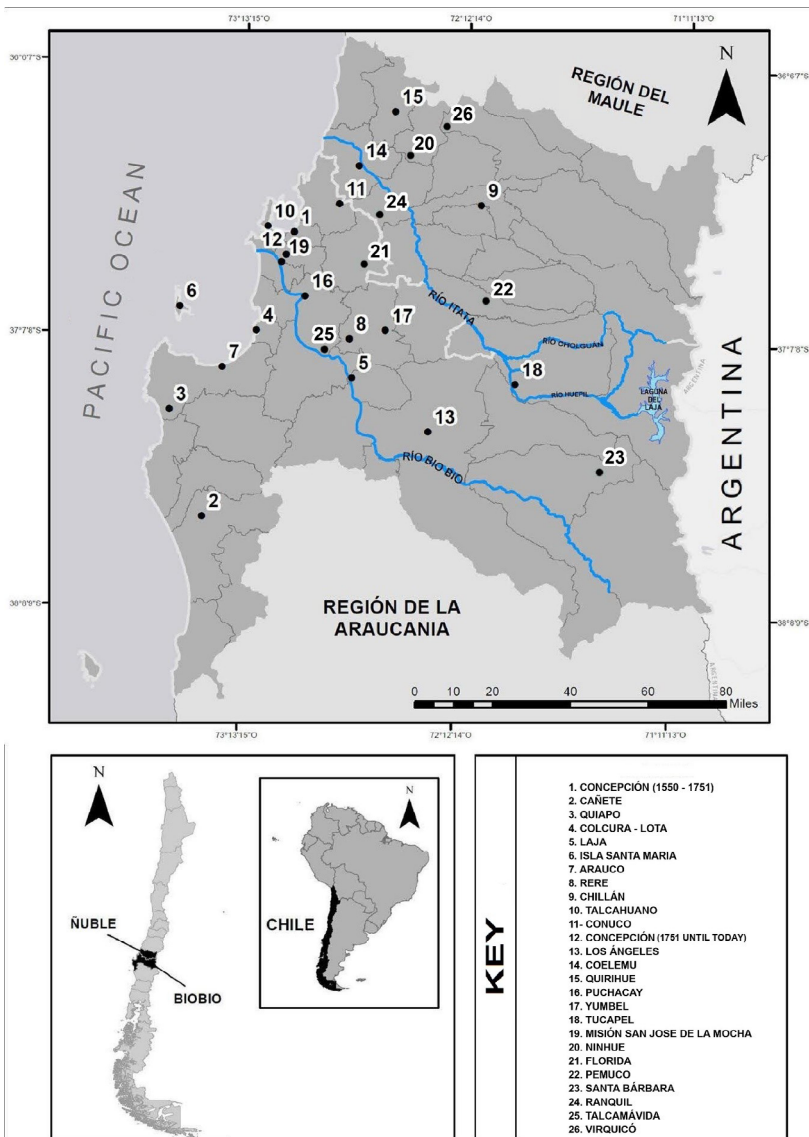 73°13'15"O
72°12'14"O
71°11'13"O
36°6'7"S
36°6'7"S
N
REGIÓN DEL
MAULE
15
26
20
14
11
9
24
10
1
12
19
21
PACIFIC OCEAN
6
16
RÍO ITATA
22
4
8
17
37°7'8"S
37°7'8"S
25
RÍO CHOLGUÁN
ARGENTINA
7
5
18
RÍO HUEPIL
LAGUNA
DEL
LAJA
ARGENTINA
3
13
RÍO BIO BIO
23
2
38°8'9"S
38°8'9"S
REGIÓN DE LA
ARAUCANIA
ARGENTINA
0 10 20 40 60 80
Miles
73°13'15"O
72°12'14"O
71°11'13"O
N
ÑUBLE
BIOBIO
N
CHILE
KEY
1. CONCEPCIÓN (1550 - 1751)
2. CAÑETE
3. QUIAPO
4. COLCURA - LOTA
5. LAJA
6. ISLA SANTA MARIA
7. ARAUCO
8. RERE
9. CHILLÁN
10. TALCAHUANO
11- CONUCO
12. CONCEPCIÓN (1751 UNTIL TODAY)
13. LOS ÁNGELES
14. COELEMU
15. QUIRIHUE
16. PUCHACAY
17. YUMBEL
18. TUCAPEL
19. MISIÓN SAN JOSE DE LA MOCHA
20. NINHUE
21. FLORIDA
22. PEMUCO
23. SANTA BÁRBARA
24. RANQUIL
25. TALCAMÁVIDA
26. VIRQUICÓ